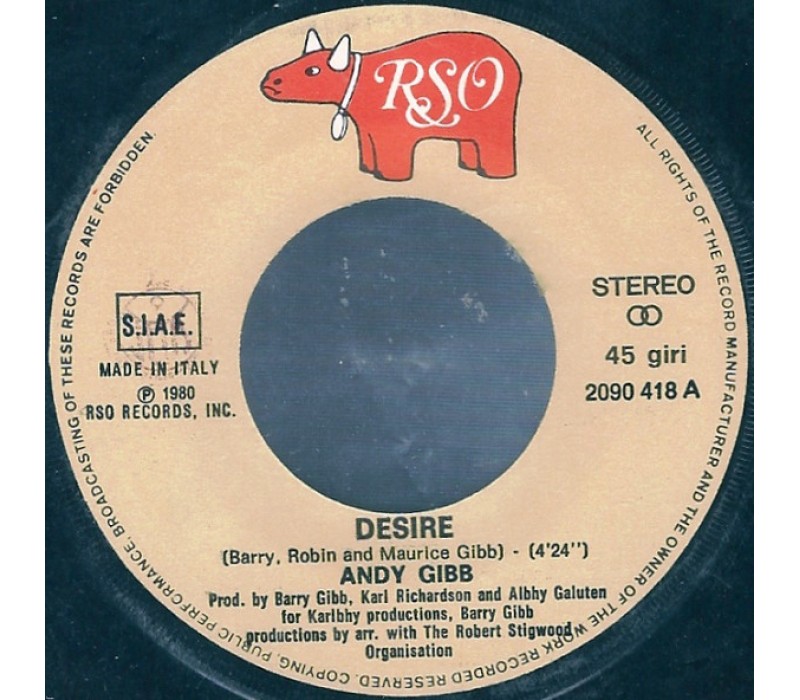 RSO
ALL RIGHTS OF THE RECORD MANUFACTURER AND THE OWNER OF THE WORK RECORDED RESERVED. COPYING, PUBLIC PERFORMANCE, BROADCASTING OF THESE RECORDS ARE FORBIDDEN.
S.I.A.E.
MADE IN ITALY
℗ 1980
RSO RECORDS, INC.
STEREO
45 giri
2090 418 A
DESIRE
(Barry, Robin and Maurice Gibb) - (4'24'')
ANDY GIBB
Prod. by Barry Gibb, Karl Richardson and Albhy Galuten
for Karlbhy productions, Barry Gibb
productions by arr. with The Robert Stigwood
Organisation